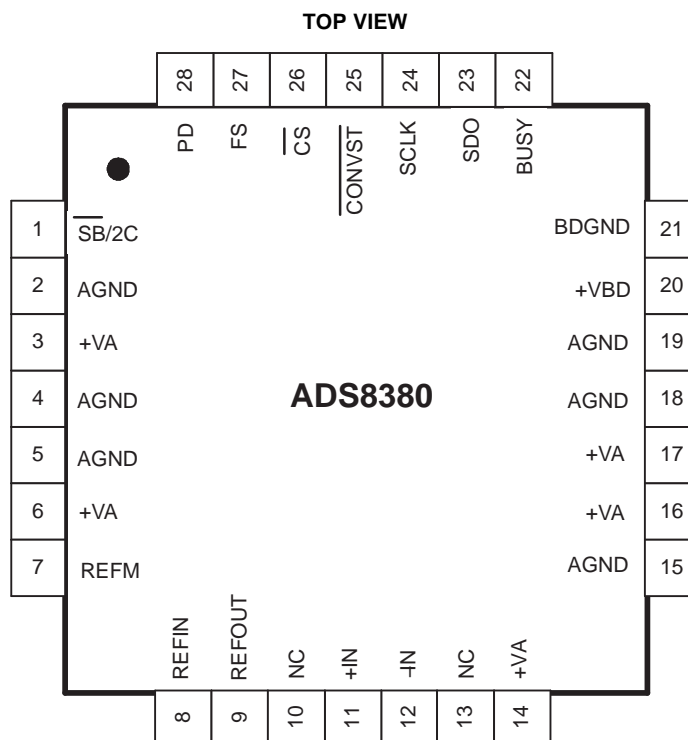 TOP VIEW
28 27 26 25 24 23 22
PD FS CS CONVST SCLK SDO BUSY
1 SB/2C
2 AGND
3 +VA
4 AGND
5 AGND
6 +VA
7 REFM
ADS8380
BDGND 21
+VBD 20
AGND 19
AGND 18
+VA 17
+VA 16
AGND 15
REFIN REFOUT NC +IN -IN NC +VA
8 9 10 11 12 13 14